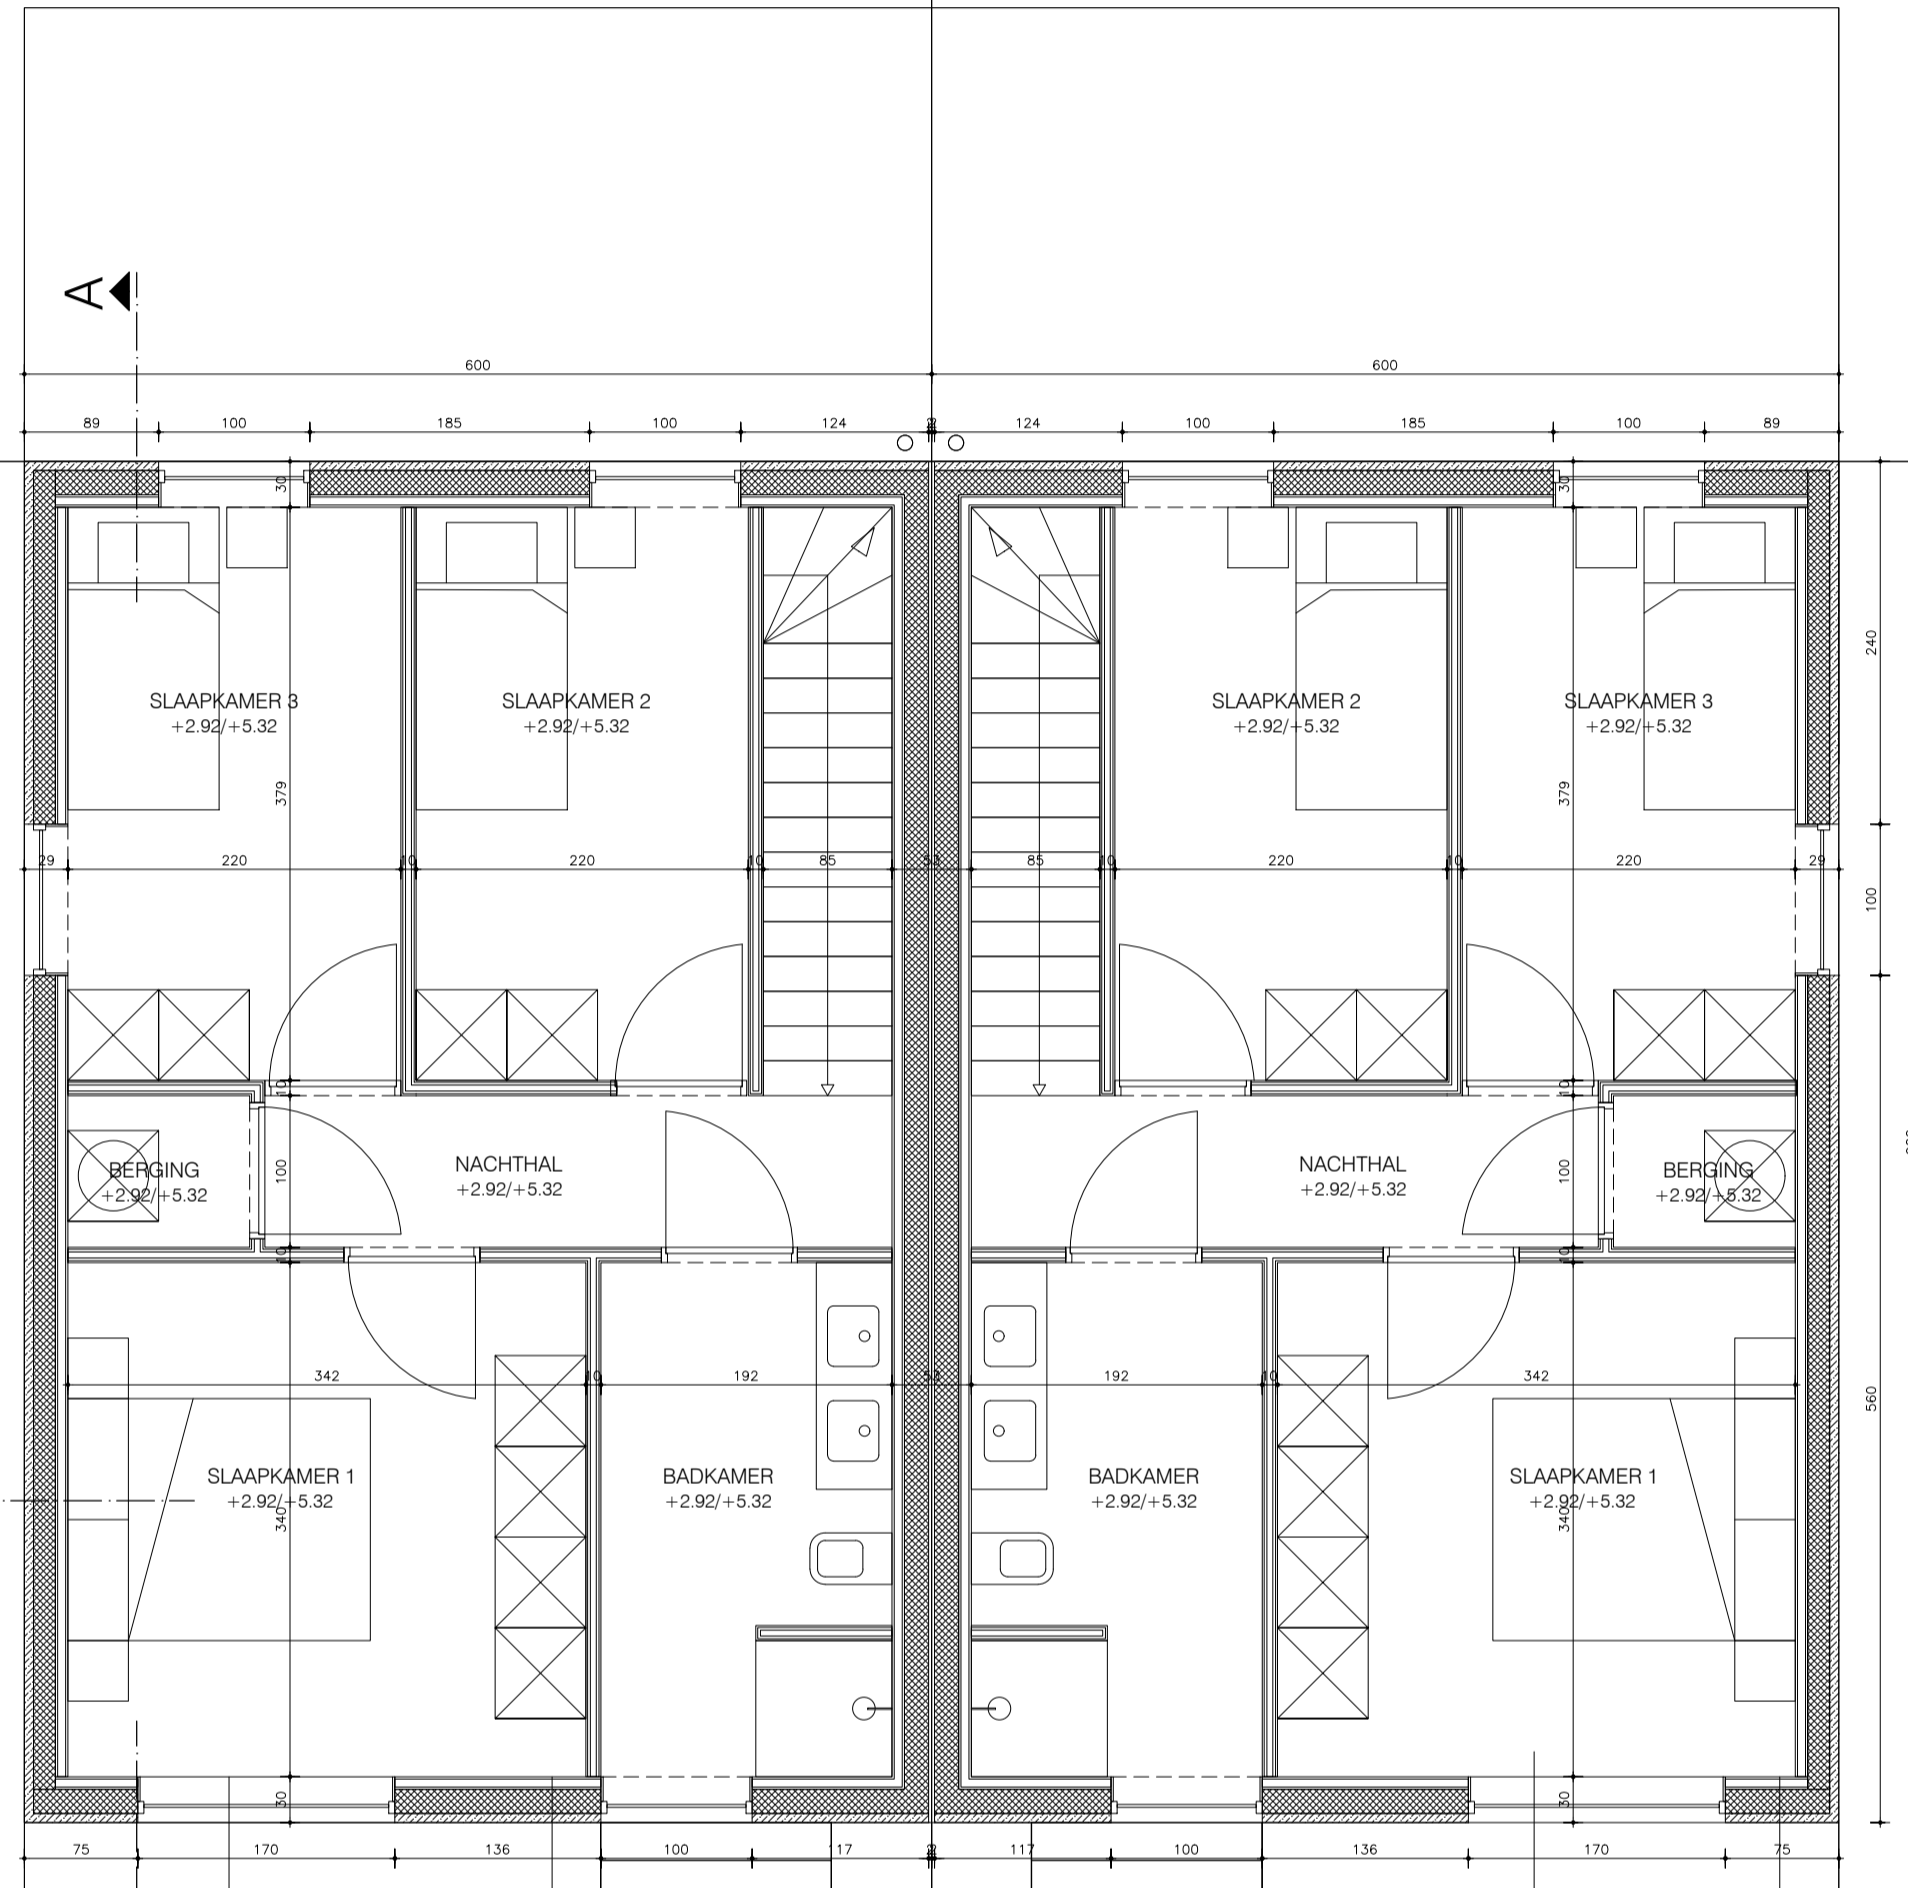 A
600 600
89 100 185 100 124 124 100 185 100 89
30 30
240
SLAAPKAMER 3 SLAAPKAMER 2 SLAAPKAMER 2 SLAAPKAMER 3
+2.92/+5.32 +2.92/+5.32 +2.92/+5.32 +2.92/+5.32
379 379
29 220 10 220 10 85 85 10 220 10 220 29
100
10 10
BERGING NACHTHAL NACHTHAL BERGING
+2.92/+5.32 +2.92/+5.32 +2.92/+5.32 +2.92/+5.32
100 100
10 10
342 10 192 192 10 342
560
SLAAPKAMER 1 BADKAMER BADKAMER SLAAPKAMER 1
+2.92/+5.32 +2.92/+5.32 +2.92/+5.32 +2.92/+5.32
340 340
30 30
75 170 136 100 117 117 100 136 170 75